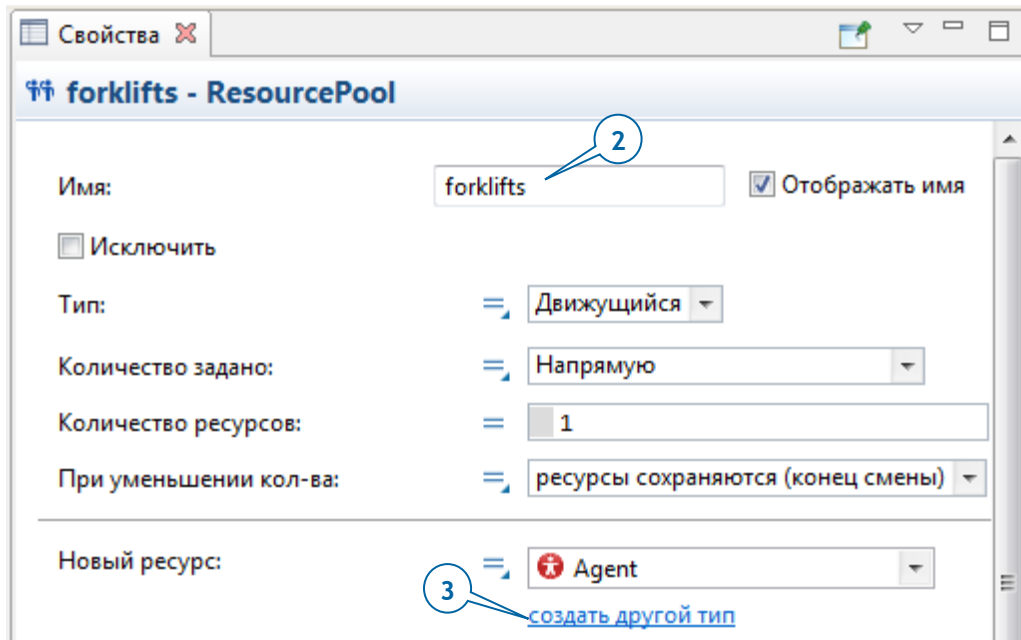 Свойства
forklifts - ResourcePool
2
Имя: forklifts Отображать имя
Исключить
Тип: Движущийся
Количество задано: Напрямую
Количество ресурсов: 1
При уменьшении кол-ва: ресурсы сохраняются (конец смены)
Новый ресурс: Agent
3
создать другой тип